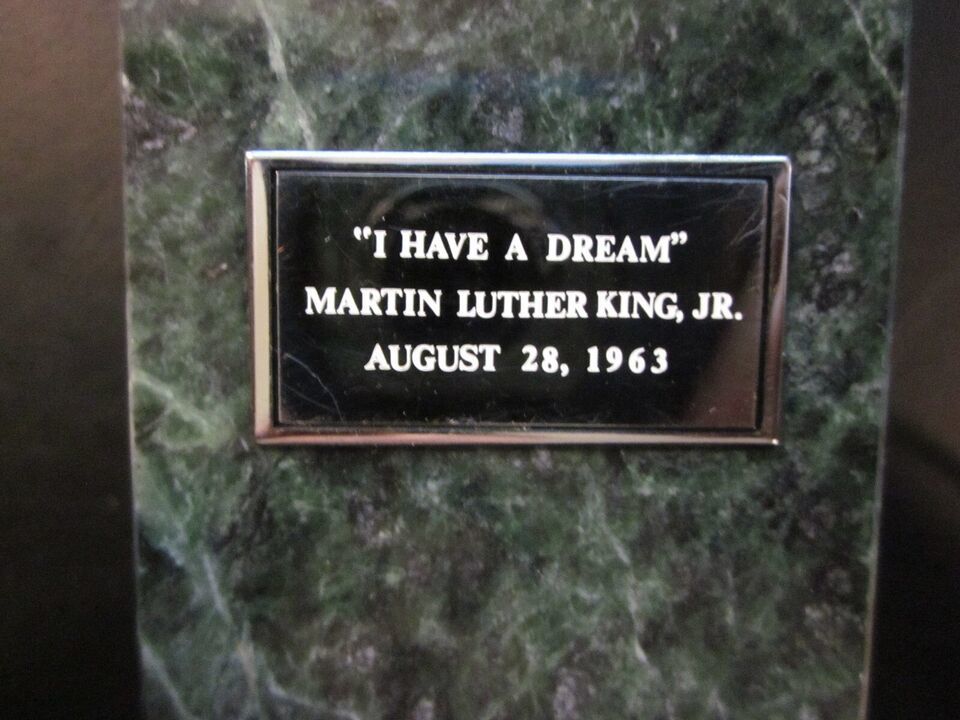 “I HAVE A DREAM”
MARTIN LUTHER KING, JR.
AUGUST 28, 1963